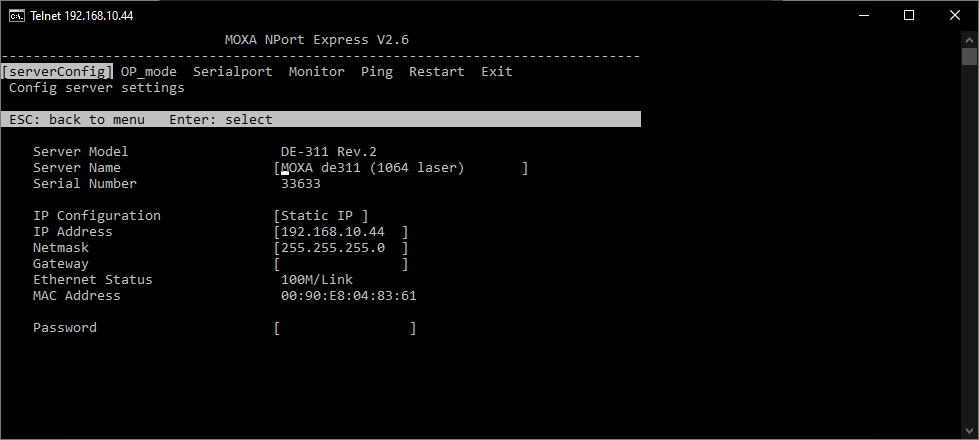 Telnet 192.168.10.44
MOXA NPort Express V2.6
--------------------------------------------------------------------------------
[serverConfig] OP_mode Serialport Monitor Ping Restart Exit
Config server settings
ESC: back to menu Enter: select
Server Model DE-311 Rev.2
Server Name [MOXA de311 (1064 laser) ]
Serial Number 33633
IP Configuration [Static IP ]
IP Address [192.168.10.44 ]
Netmask [255.255.255.0 ]
Gateway [ ]
Ethernet Status 100M/Link
MAC Address 00:90:E8:04:83:61
Password [ ]